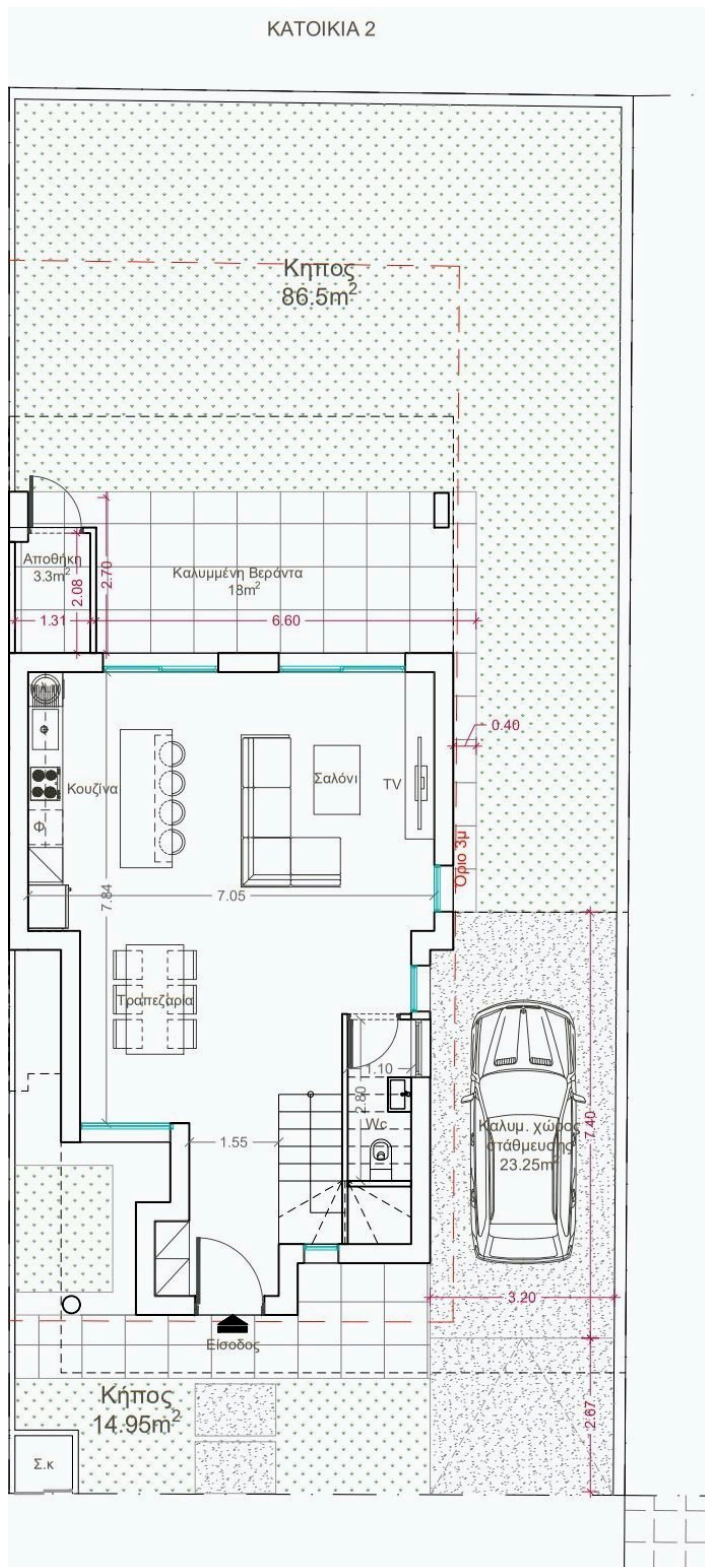 ΚΑΤΟΙΚΙΑ 2
Κηπος
86.5m²
Αποθήκη
3.3m²
2.08
2.70
Καλυμμένη Βεράντα
18m²
1.31
6.60
0.40
Κουζίνα
Σαλόνι
TV
Φ
Όριο 3μ
7.84
7.05
Τραπεζαρία
1.10
2.80
Wc
1.55
Καλυμ. χώρος
στάθμευσης
23.25m²
7.40
3.20
Είσοδος
2.67
Κήπος
14.95m²
Σ.κ